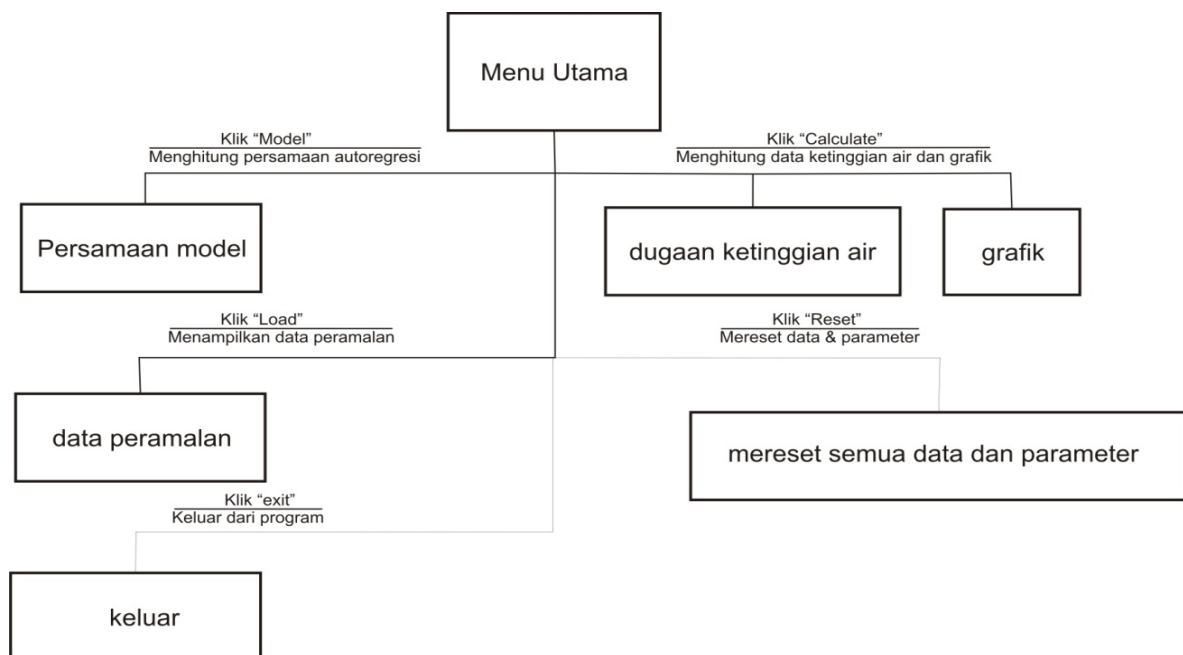 Menu Utama
Klik “Model”
Menghitung persamaan autoregresi
Klik “Calculate”
Menghitung data ketinggian air dan grafik
Persamaan model
dugaan ketinggian air
grafik
Klik “Load”
Menampilkan data peramalan
Klik “Reset”
Mereset data & parameter
data peramalan
mereset semua data dan parameter
Klik “exit”
Keluar dari program
keluar